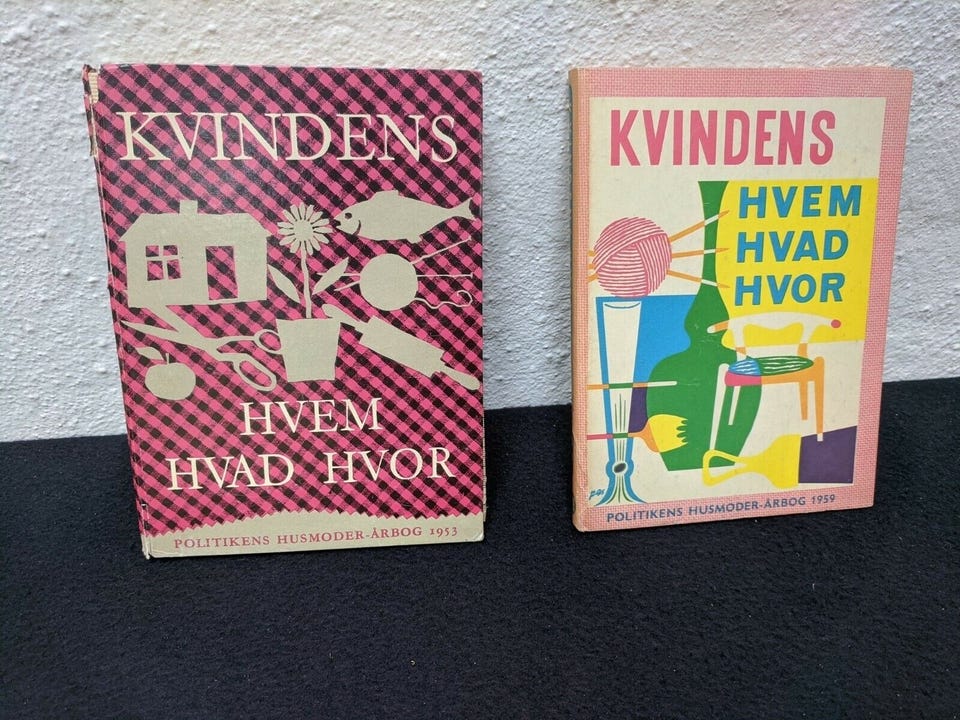 KVINDENS
HVEM
HVAD HVOR
POLITIKENS HUSMODER-ÅRBOG 1953
KVINDENS
HVEM
HVAD
HVOR
POLITIKENS HUSMODER-ÅRBOG 1959